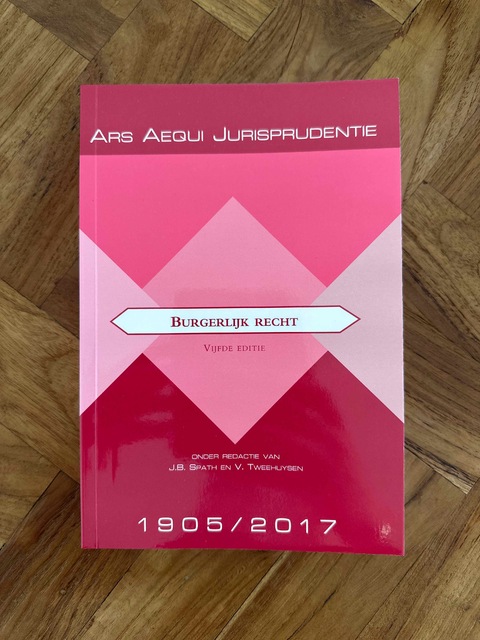 Ars Aequi Jurisprudentie
Burgerlijk recht
Vijfde editie
onder redactie van
J.B. Spath en V. Tweehuysen
1905/2017